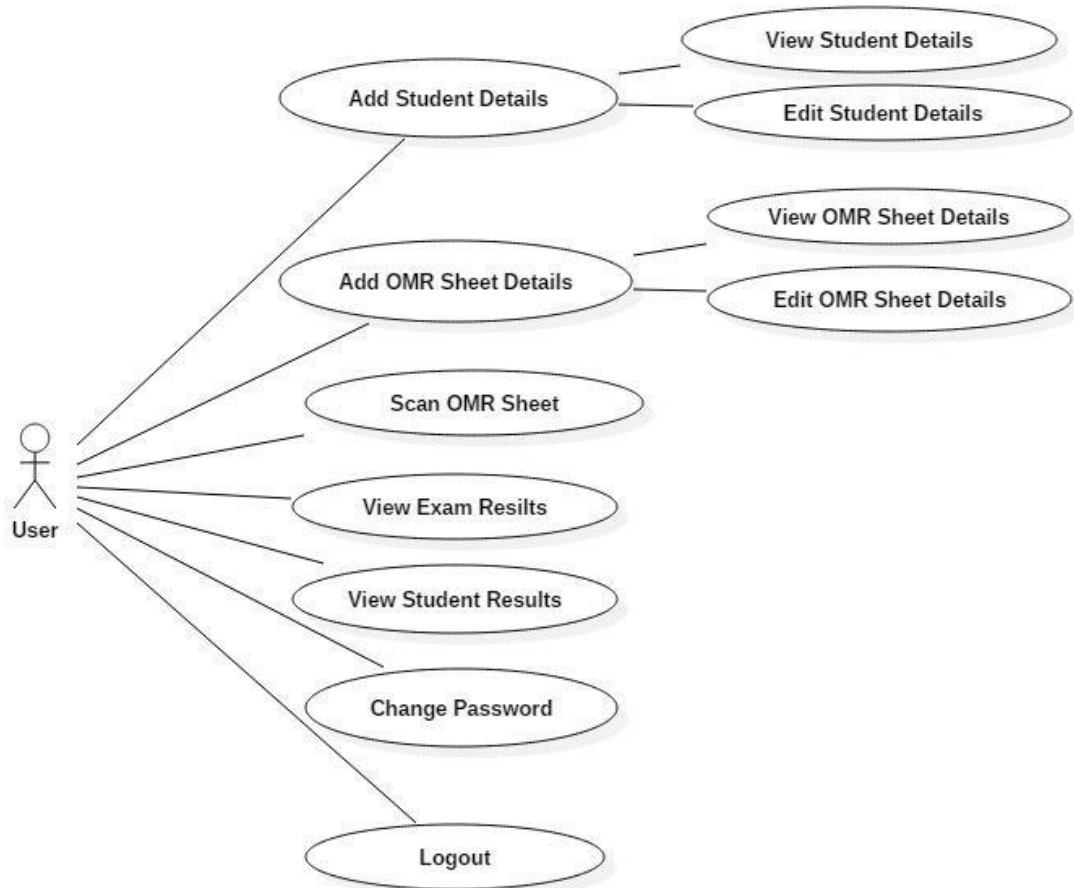 View Student Details
Add Student Details
Edit Student Details
View OMR Sheet Details
Add OMR Sheet Details
Edit OMR Sheet Details
Scan OMR Sheet
View Exam Resilts
User
View Student Results
Change Password
Logout